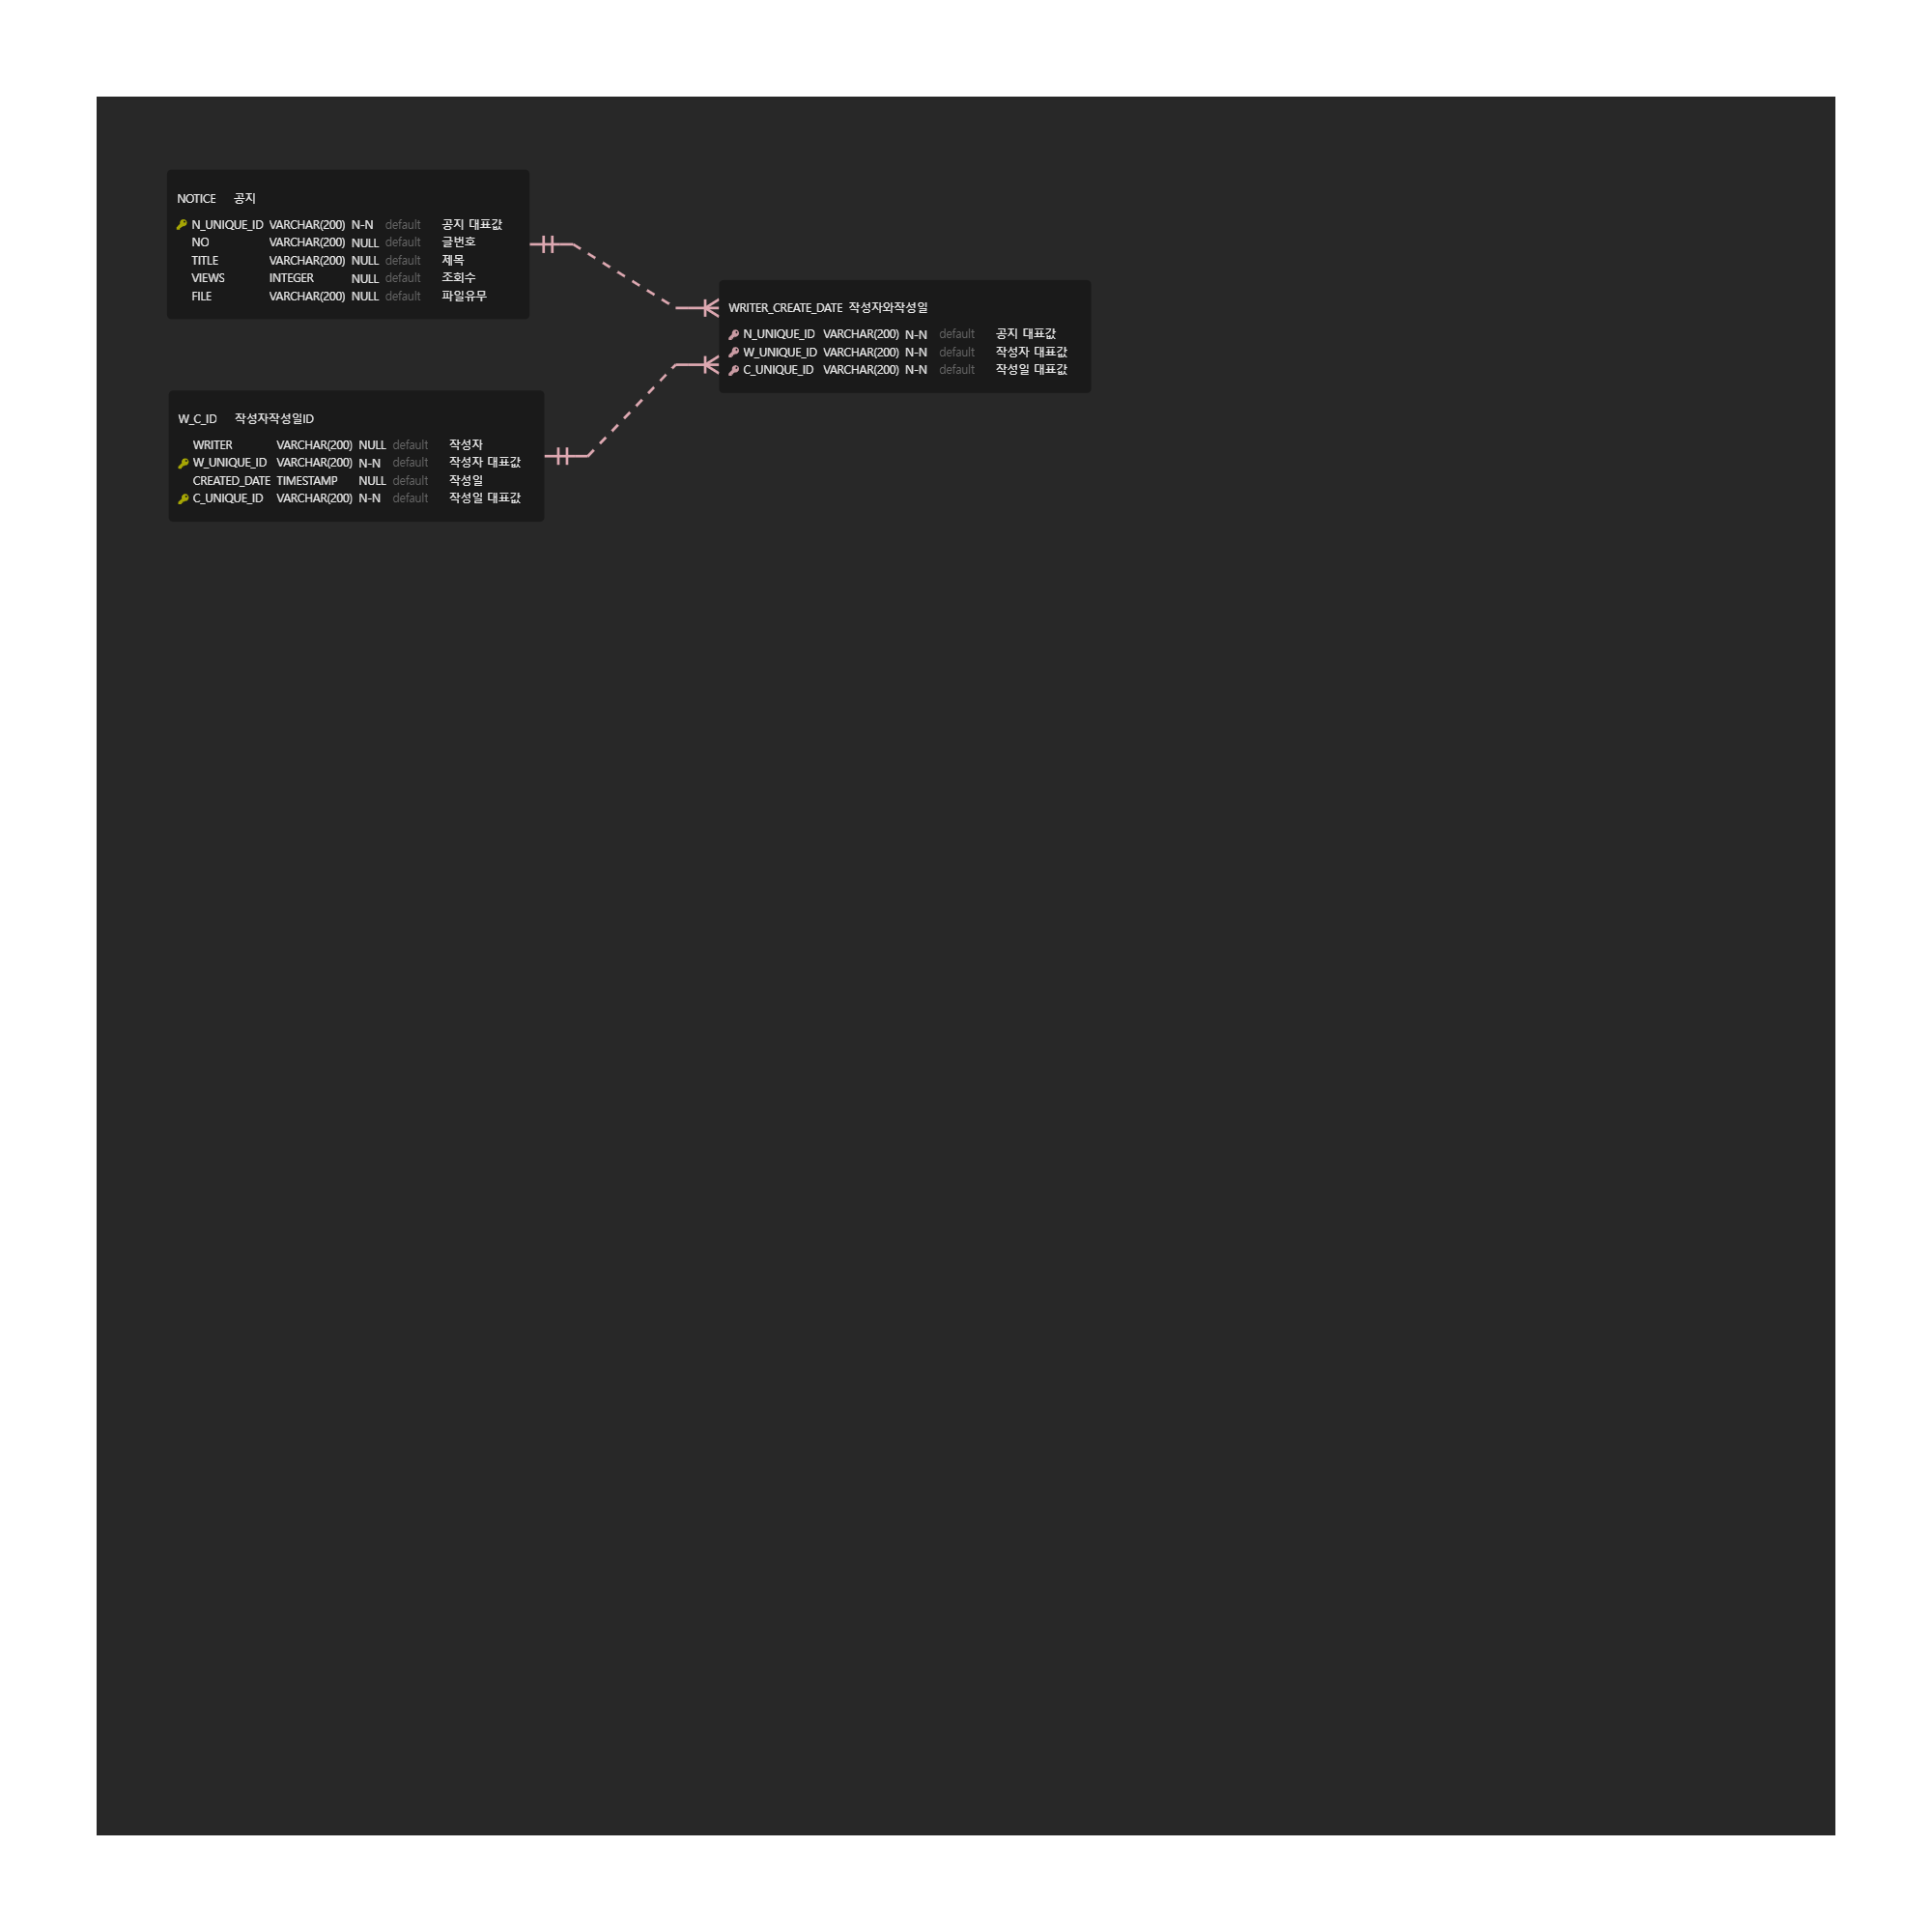 NOTICE 공지
N_UNIQUE_ID VARCHAR(200) N-N default 공지 대표값
NO VARCHAR(200) NULL default 글번호
TITLE VARCHAR(200) NULL default 제목
VIEWS INTEGER NULL default 조회수
FILE VARCHAR(200) NULL default 파일유무
WRITER_CREATE_DATE 작성자와작성일
N_UNIQUE_ID VARCHAR(200) N-N default 공지 대표값
W_UNIQUE_ID VARCHAR(200) N-N default 작성자 대표값
C_UNIQUE_ID VARCHAR(200) N-N default 작성일 대표값
W_C_ID 작성자작성일ID
WRITER VARCHAR(200) NULL default 작성자
W_UNIQUE_ID VARCHAR(200) N-N default 작성자 대표값
CREATED_DATE TIMESTAMP NULL default 작성일
C_UNIQUE_ID VARCHAR(200) N-N default 작성일 대표값